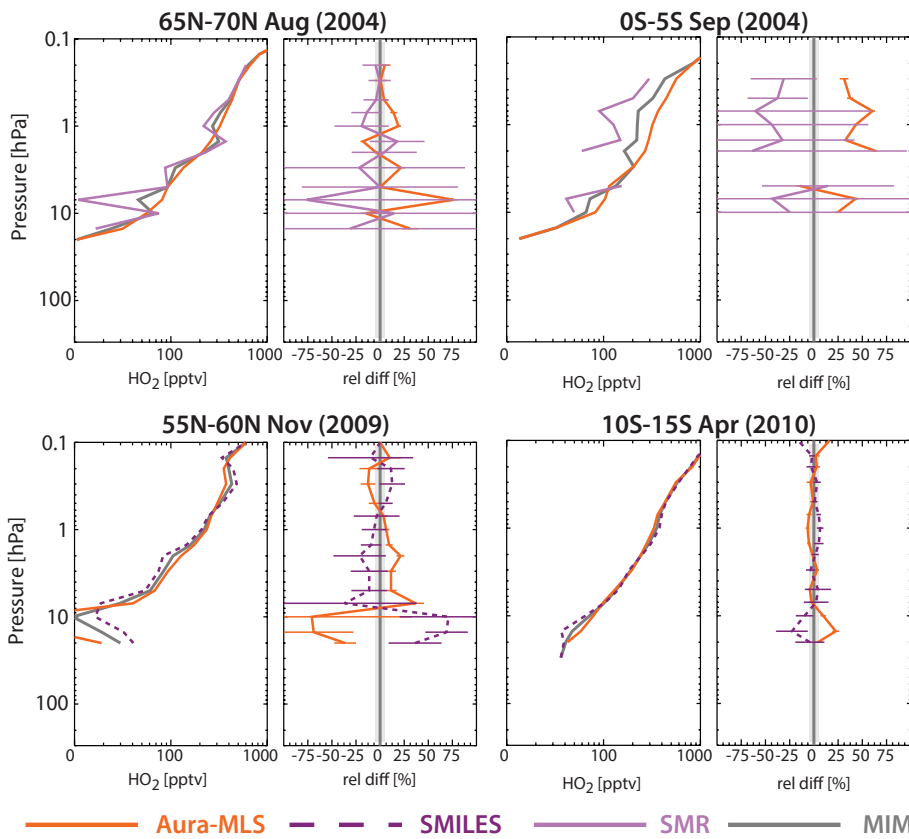 65N-70N Aug (2004)
0S-5S Sep (2004)
0.1
1
10
100
Pressure [hPa]
0 100 1000
HO2 [pptv]
-75 -50 -25 0 25 50 75
rel diff [%]
0 100 1000
HO2 [pptv]
-75 -50 -25 0 25 50 75
rel diff [%]
55N-60N Nov (2009)
10S-15S Apr (2010)
0.1
1
10
100
Pressure [hPa]
0 100 1000
HO2 [pptv]
-75 -50 -25 0 25 50 75
rel diff [%]
0 100 1000
HO2 [pptv]
-75 -50 -25 0 25 50 75
rel diff [%]
Aura-MLS SMILES SMR MIM